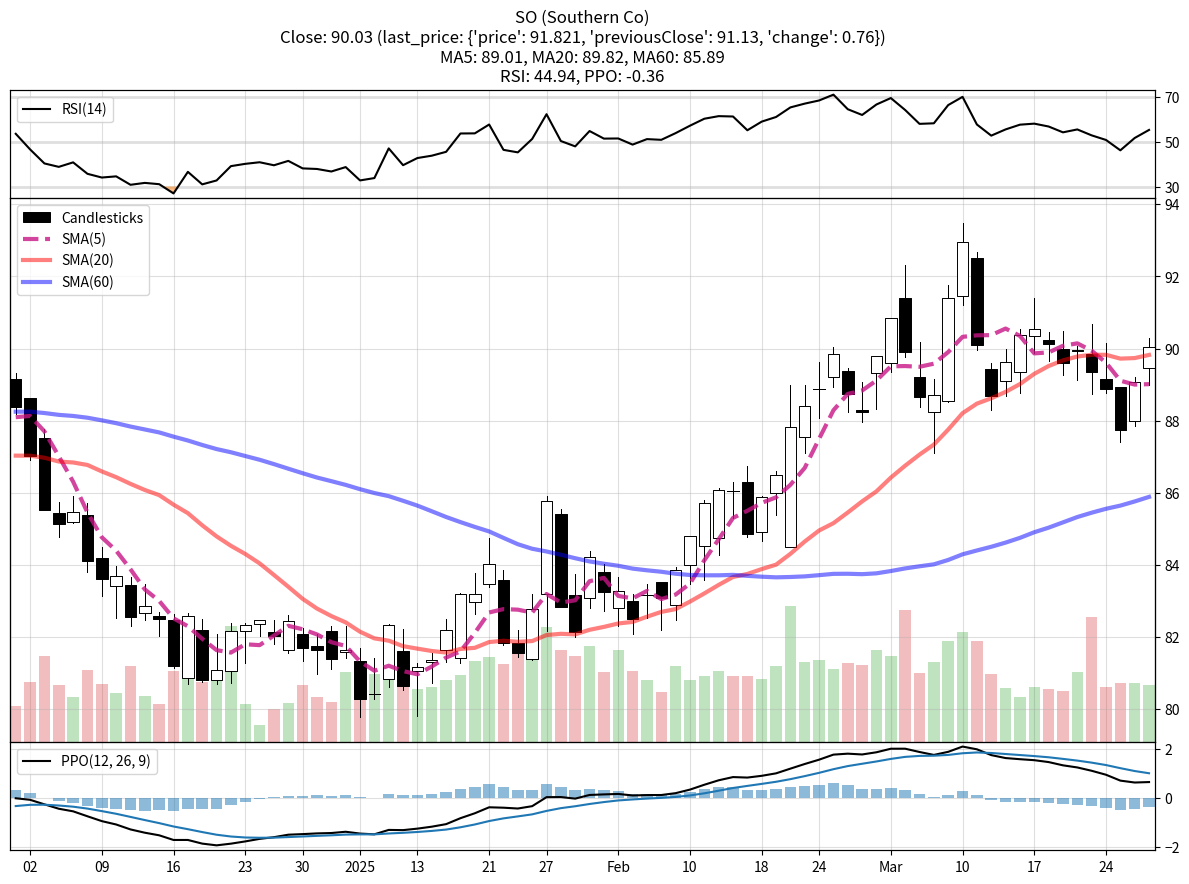 SO (Southern Co)
Close: 90.03 (last_price: {'price': 91.821, 'previousClose': 91.13, 'change': 0.76})
MA5: 89.01, MA20: 89.82, MA60: 85.89
RSI: 44.94, PPO: -0.36
RSI(14)
70
50
30
Candlesticks
SMA(5)
SMA(20)
SMA(60)
94
92
90
88
86
84
82
80
PPO(12, 26, 9)
2
0
−2
02 09 16 23 30 2025 13 21 27 Feb 10 18 24 Mar 10 17 24